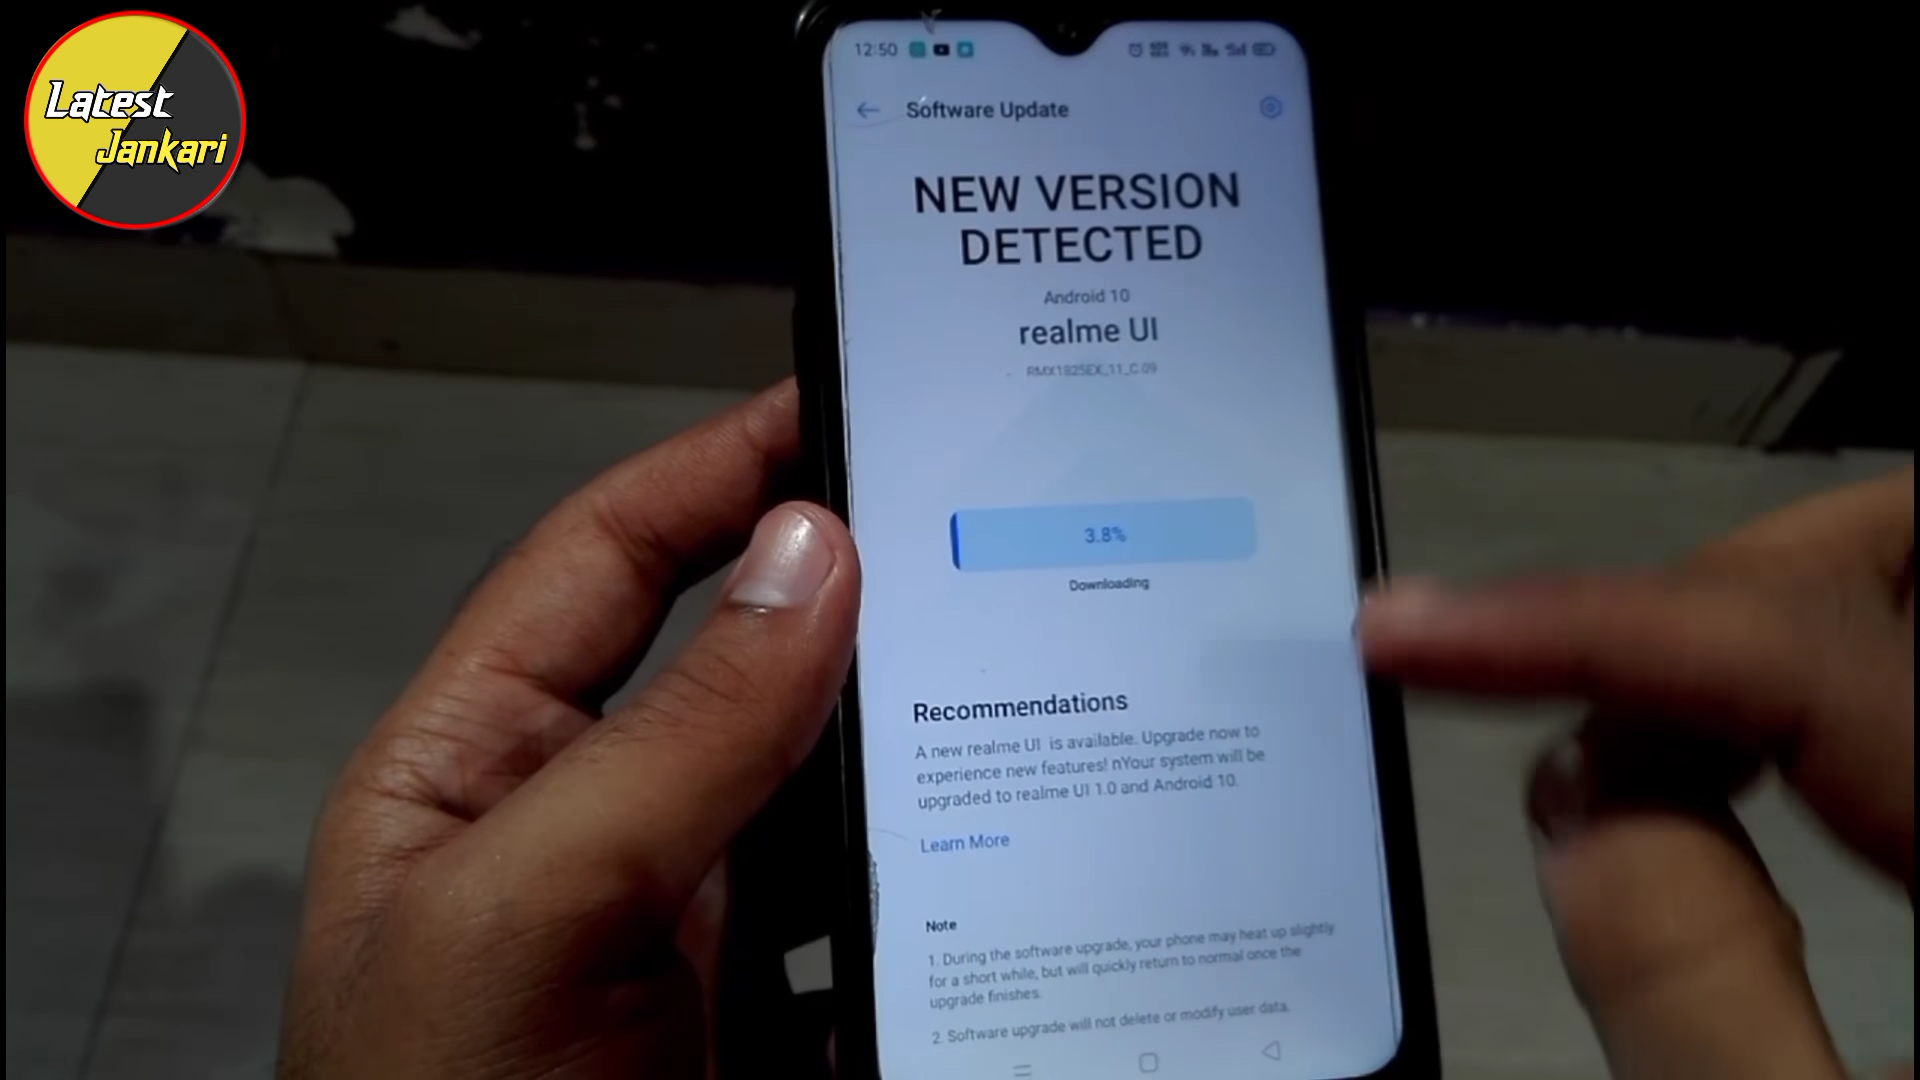 Latest
Jankari
12:50
Software Update
NEW VERSION
DETECTED
Android 10
realme UI
RMX1825EX_11_C.09
3.8%
Downloading
Recommendations
A new realme UI is available. Upgrade now to
experience new features! nYour system will be
upgraded to realme UI 1.0 and Android 10.
Learn More
Note
1. During the software upgrade, your phone may heat up slightly
for a short while, but will quickly return to normal once the
upgrade finishes.
2. Software upgrade will not delete or modify user data.